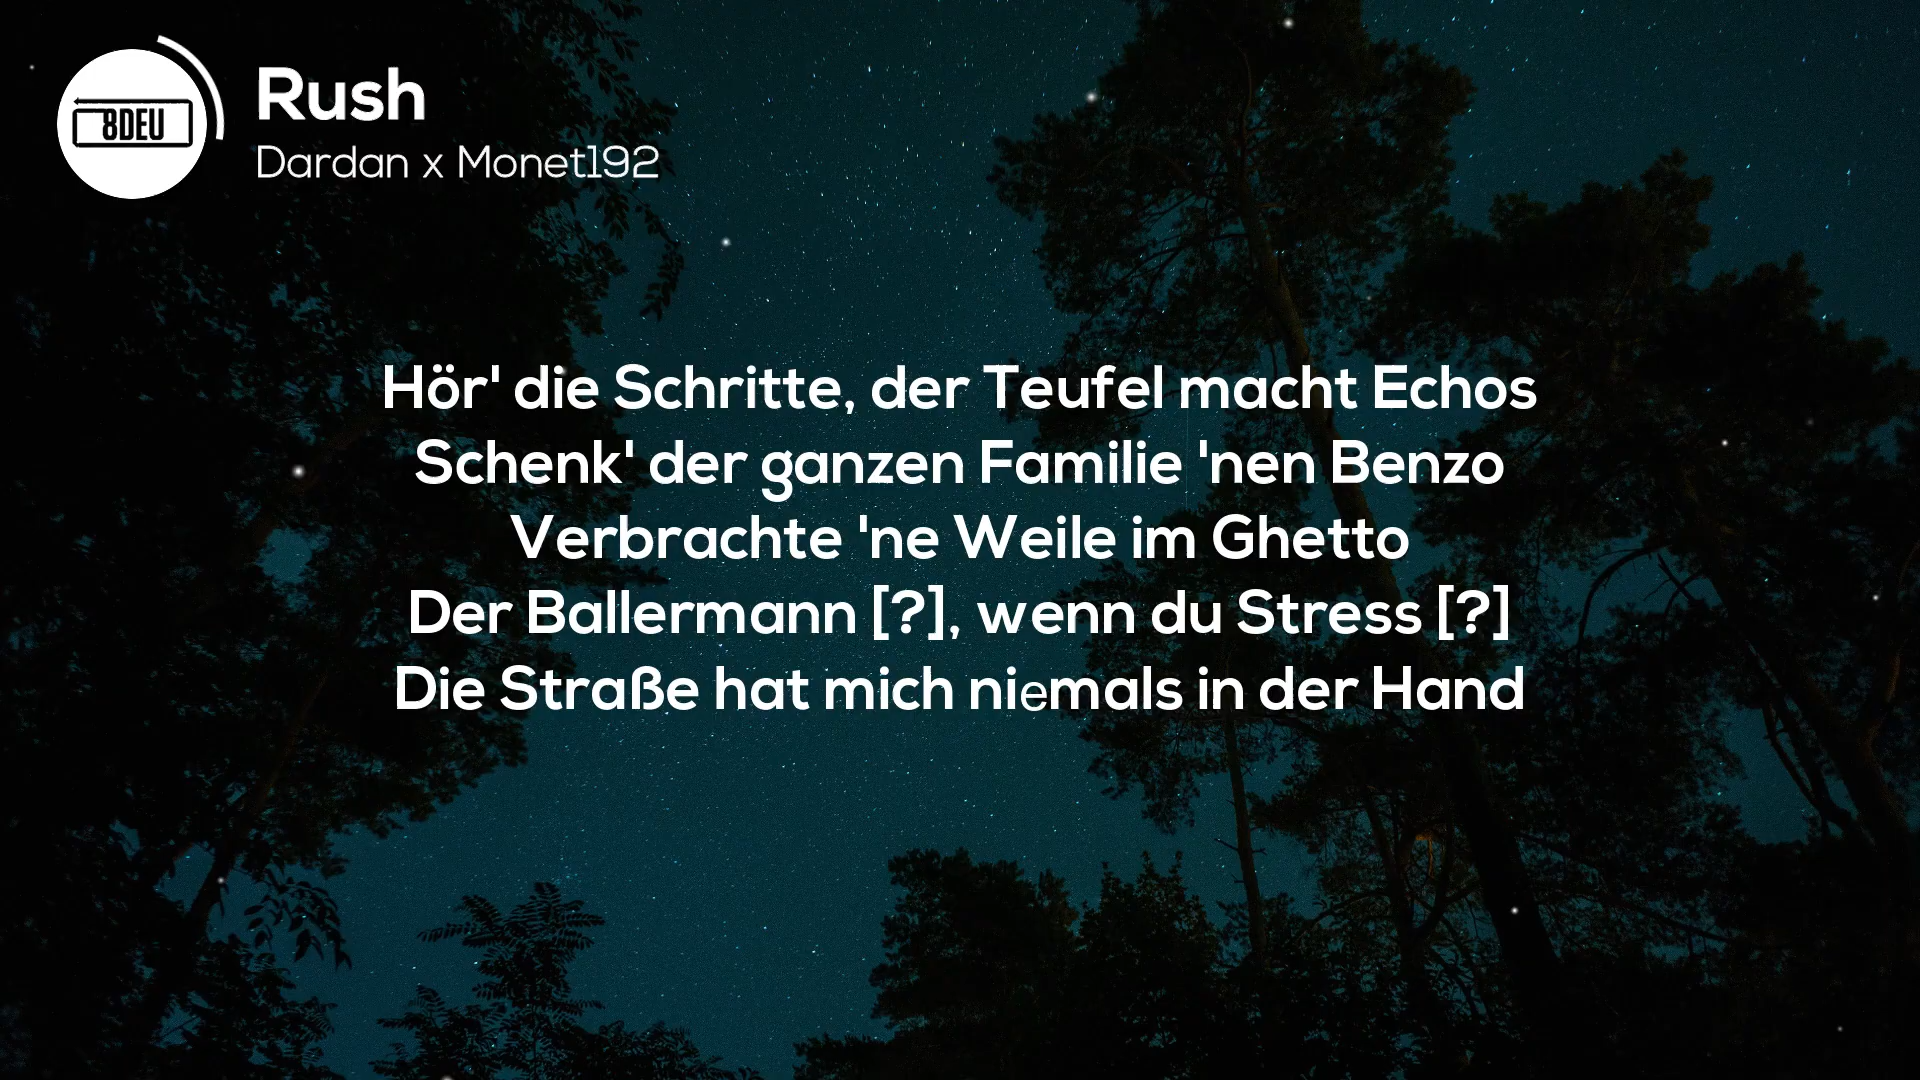 8DEU
Rush
Dardan x Monet192
Hör' die Schritte, der Teufel macht Echos
Schenk' der ganzen Familie 'nen Benzo
Verbrachte 'ne Weile im Ghetto
Der Ballermann [?], wenn du Stress [?]
Die Straße hat mich niemals in der Hand